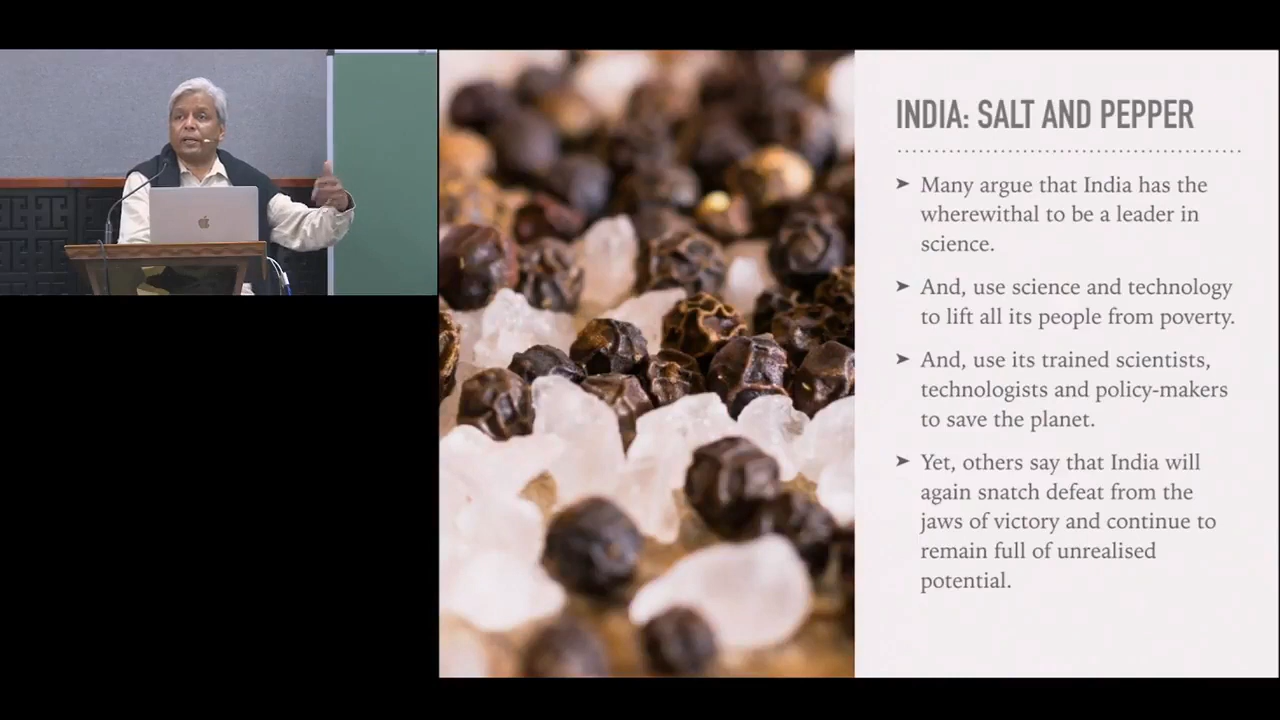 INDIA: SALT AND PEPPER
➤ Many argue that India has the
wherewithal to be a leader in
science.
➤ And, use science and technology
to lift all its people from poverty.
➤ And, use its trained scientists,
technologists and policy-makers
to save the planet.
➤ Yet, others say that India will
again snatch defeat from the
jaws of victory and continue to
remain full of unrealised
potential.